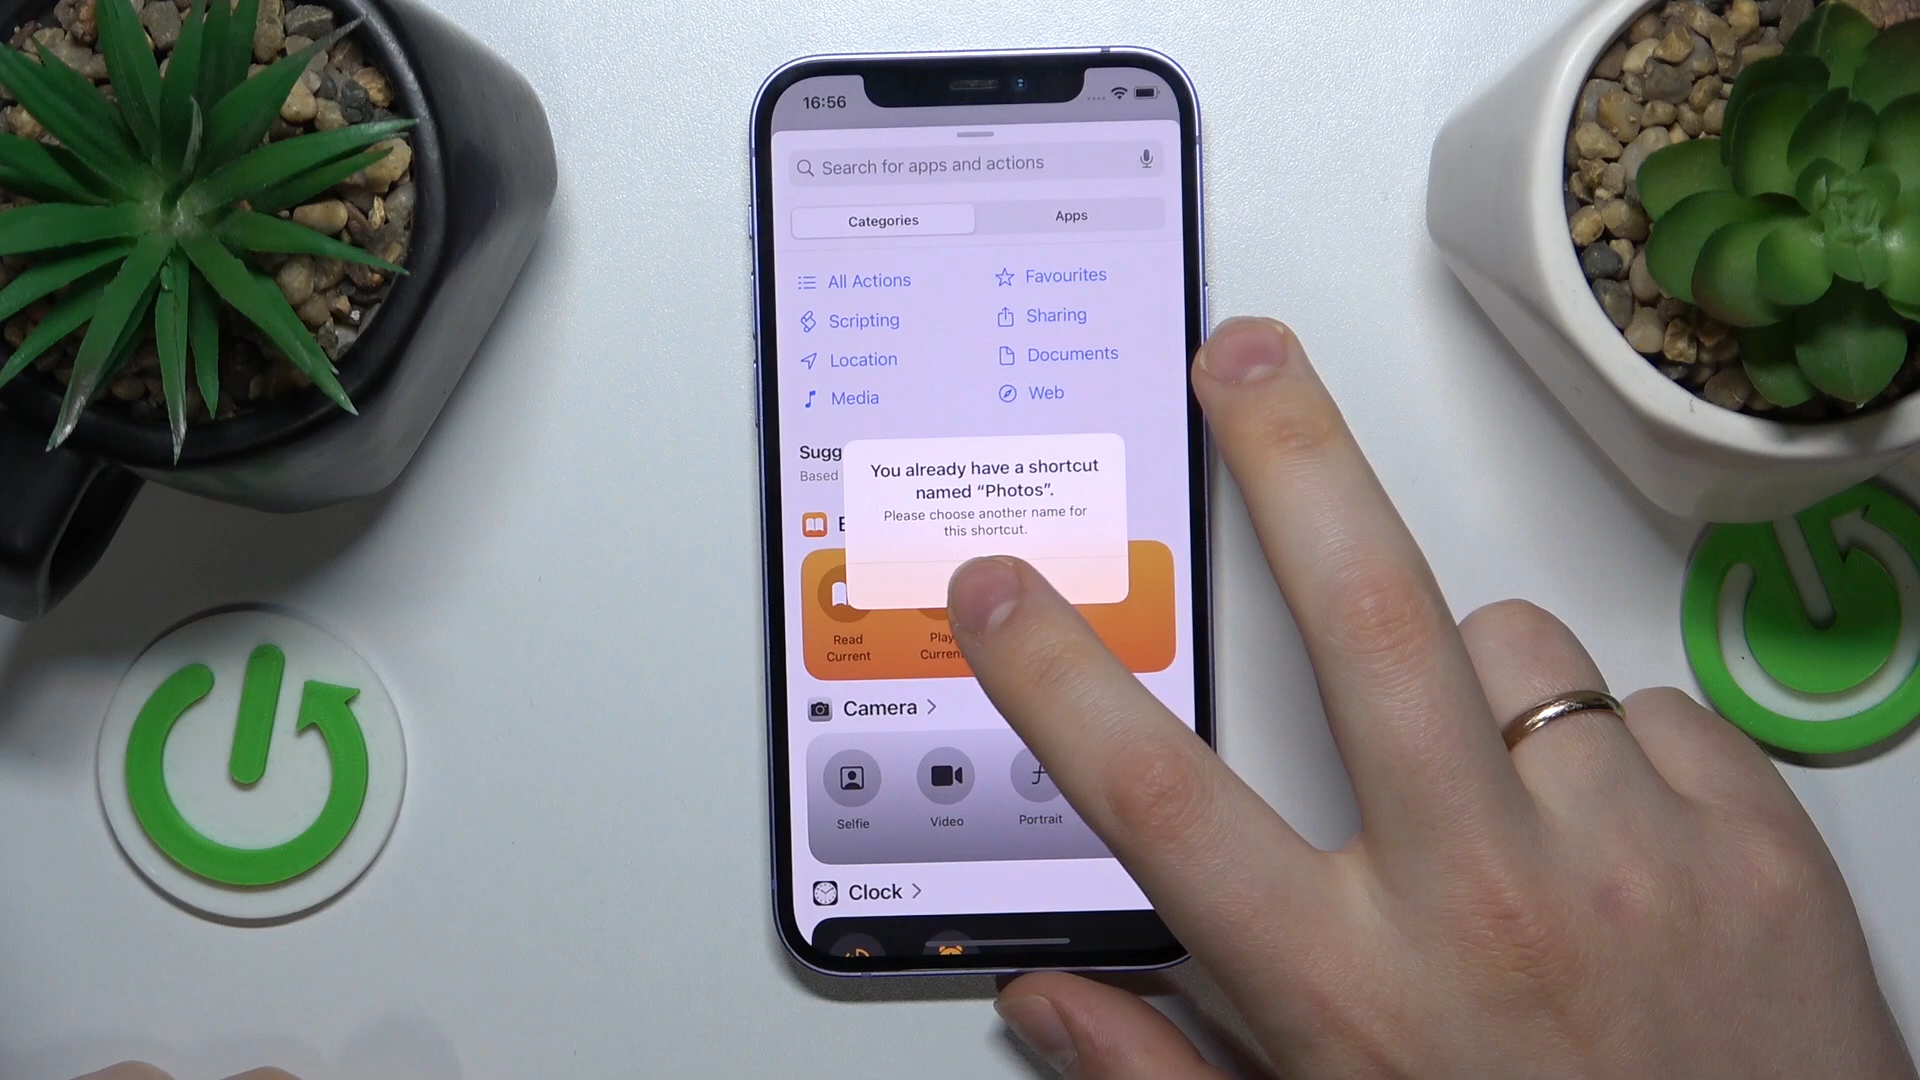 16:56
Search for apps and actions
Categories
Apps
All Actions
Favourites
Scripting
Sharing
Location
Documents
Media
Web
Sugg
Based
You already have a shortcut
named “Photos”.
Please choose another name for
this shortcut.
Read
Current
Play
Curren
Camera
Selfie
Video
Portrait
Clock